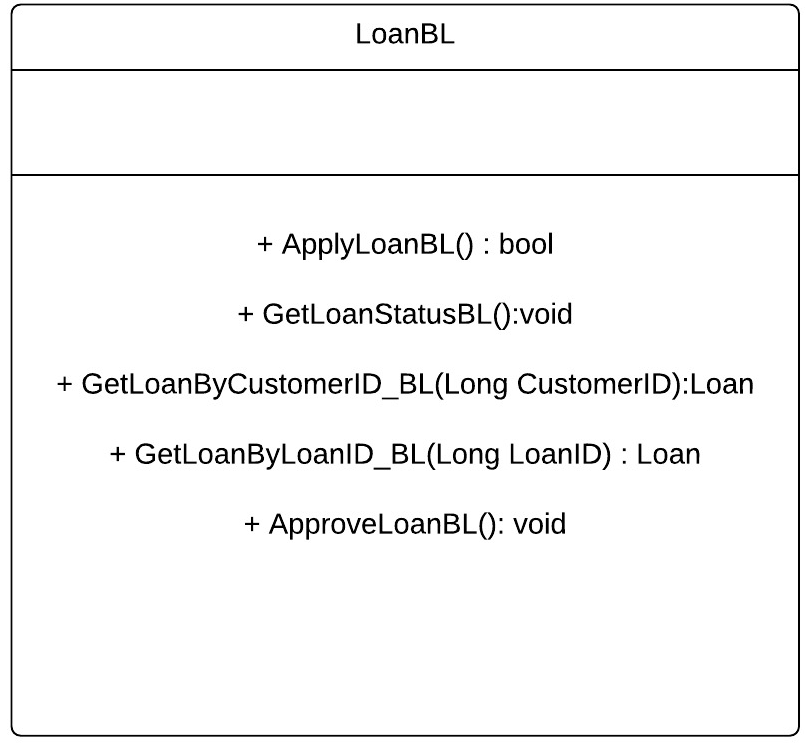 LoanBL
+ ApplyLoanBL() : bool
+ GetLoanStatusBL():void
+ GetLoanByCustomerID_BL(Long CustomerID):Loan
+ GetLoanByLoanID_BL(Long LoanID) : Loan
+ ApproveLoanBL(): void